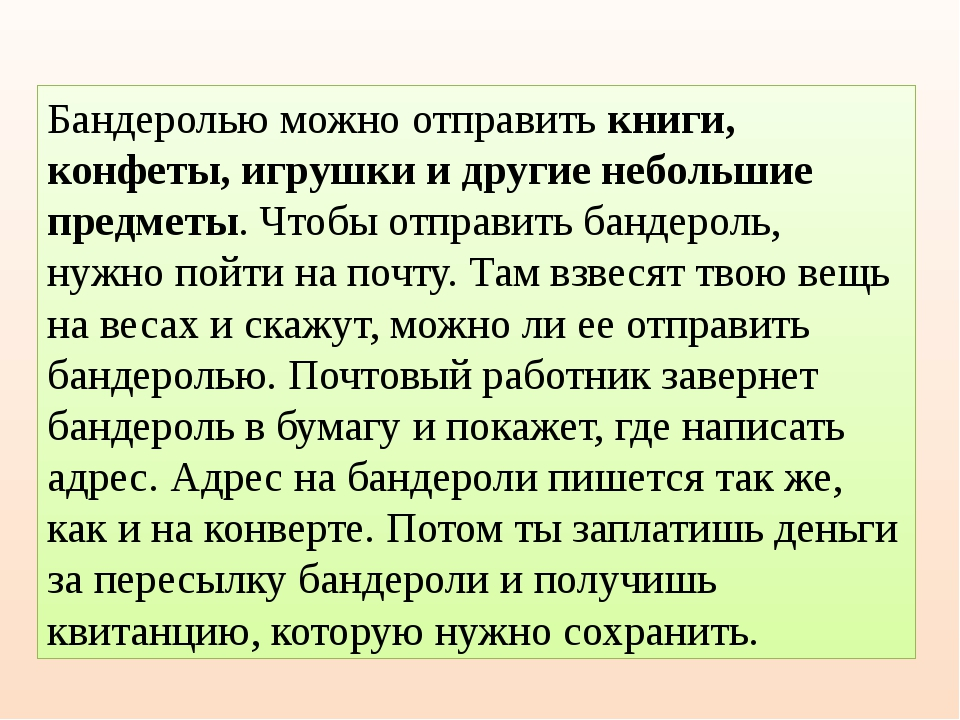 Бандеролью можно отправить книги,
конфеты, игрушки и другие небольшие
предметы. Чтобы отправить бандероль,
нужно пойти на почту. Там взвесят твою вещь
на весах и скажут, можно ли ее отправить
бандеролью. Почтовый работник завернет
бандероль в бумагу и покажет, где написать
адрес. Адрес на бандероли пишется так же,
как и на конверте. Потом ты заплатишь деньги
за пересылку бандероли и получишь
квитанцию, которую нужно сохранить.